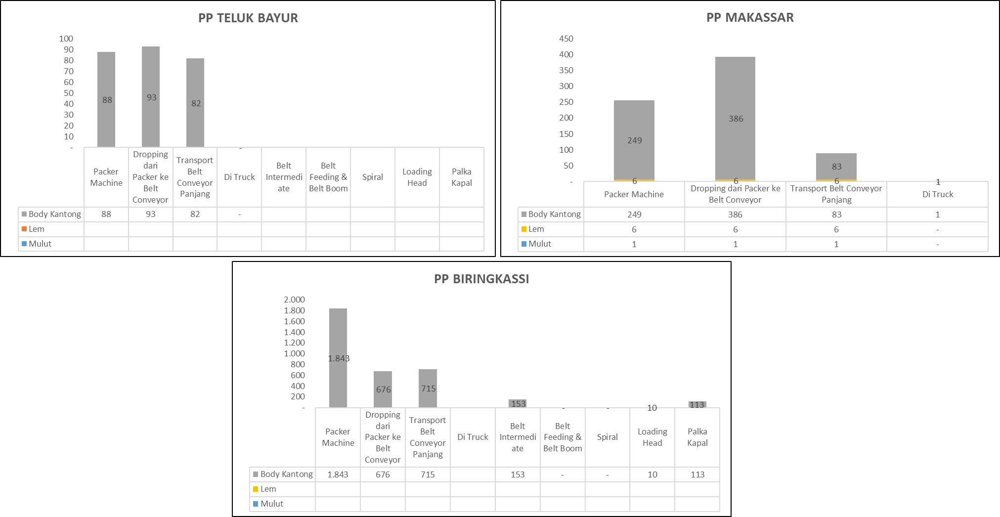 PP TELUK BAYUR
100
90
80
70
60
50
40
30
20
10
-
88
93
82
-
Packer
Machine
Dropping
dari
Packer ke
Belt
Conveyor
Transport
Belt
Conveyor
Panjang
Di Truck
Belt
Intermedi
ate
Belt
Feeding &
Belt Boom
Spiral
Loading
Head
Palka
Kapal
Body Kantong 88 93 82 -
Lem
Mulut
PP MAKASSAR
450
400
350
300
250
200
150
100
50
-
249
386
83
6
6
6
1
Packer Machine
Dropping dari Packer ke
Belt Conveyor
Transport Belt Conveyor
Panjang
Di Truck
Body Kantong 249 386 83 1
Lem 6 6 6 -
Mulut 1 1 1 -
PP BIRINGKASSI
2.000
1.800
1.600
1.400
1.200
1.000
800
600
400
200
-
1.843
676
715
153
-
-
10
113
Packer
Machine
Dropping
dari
Packer ke
Belt
Conveyor
Transport
Belt
Conveyor
Panjang
Di Truck
Belt
Intermedi
ate
Belt
Feeding &
Belt Boom
Spiral
Loading
Head
Palka
Kapal
Body Kantong 1.843 676 715 153 - - 10 113
Lem
Mulut